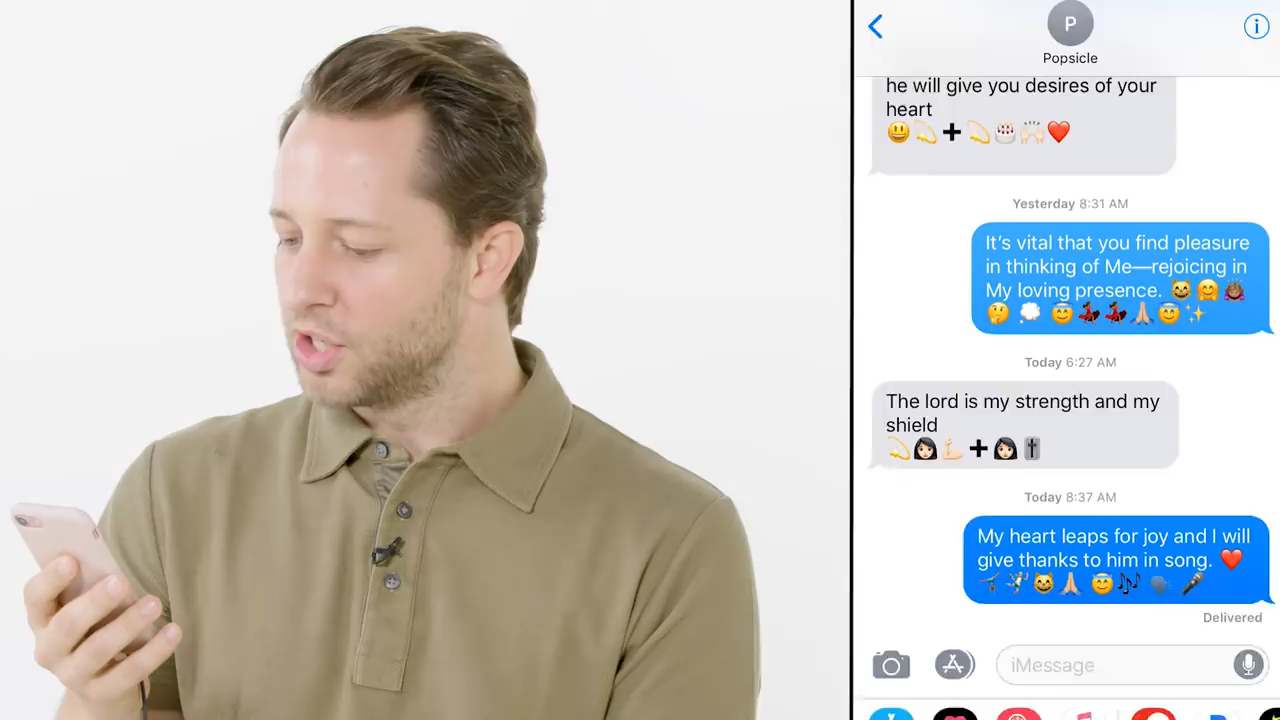 P
Popsicle
he will give you desires of your
heart
😃💫➕💫🎂🙌🏻❤️
Yesterday 8:31 AM
It's vital that you find pleasure
in thinking of Me—rejoicing in
My loving presence. 😺🤗🙇🏾‍♀️
🤔💭😇💃🏾💃🏾🙏🏼😇✨
Today 6:27 AM
The lord is my strength and my
shield
💫👩🏻💪🏻➕👩🏻✝️
Today 8:37 AM
My heart leaps for joy and I will
give thanks to him in song. ❤️
Delivered
iMessage